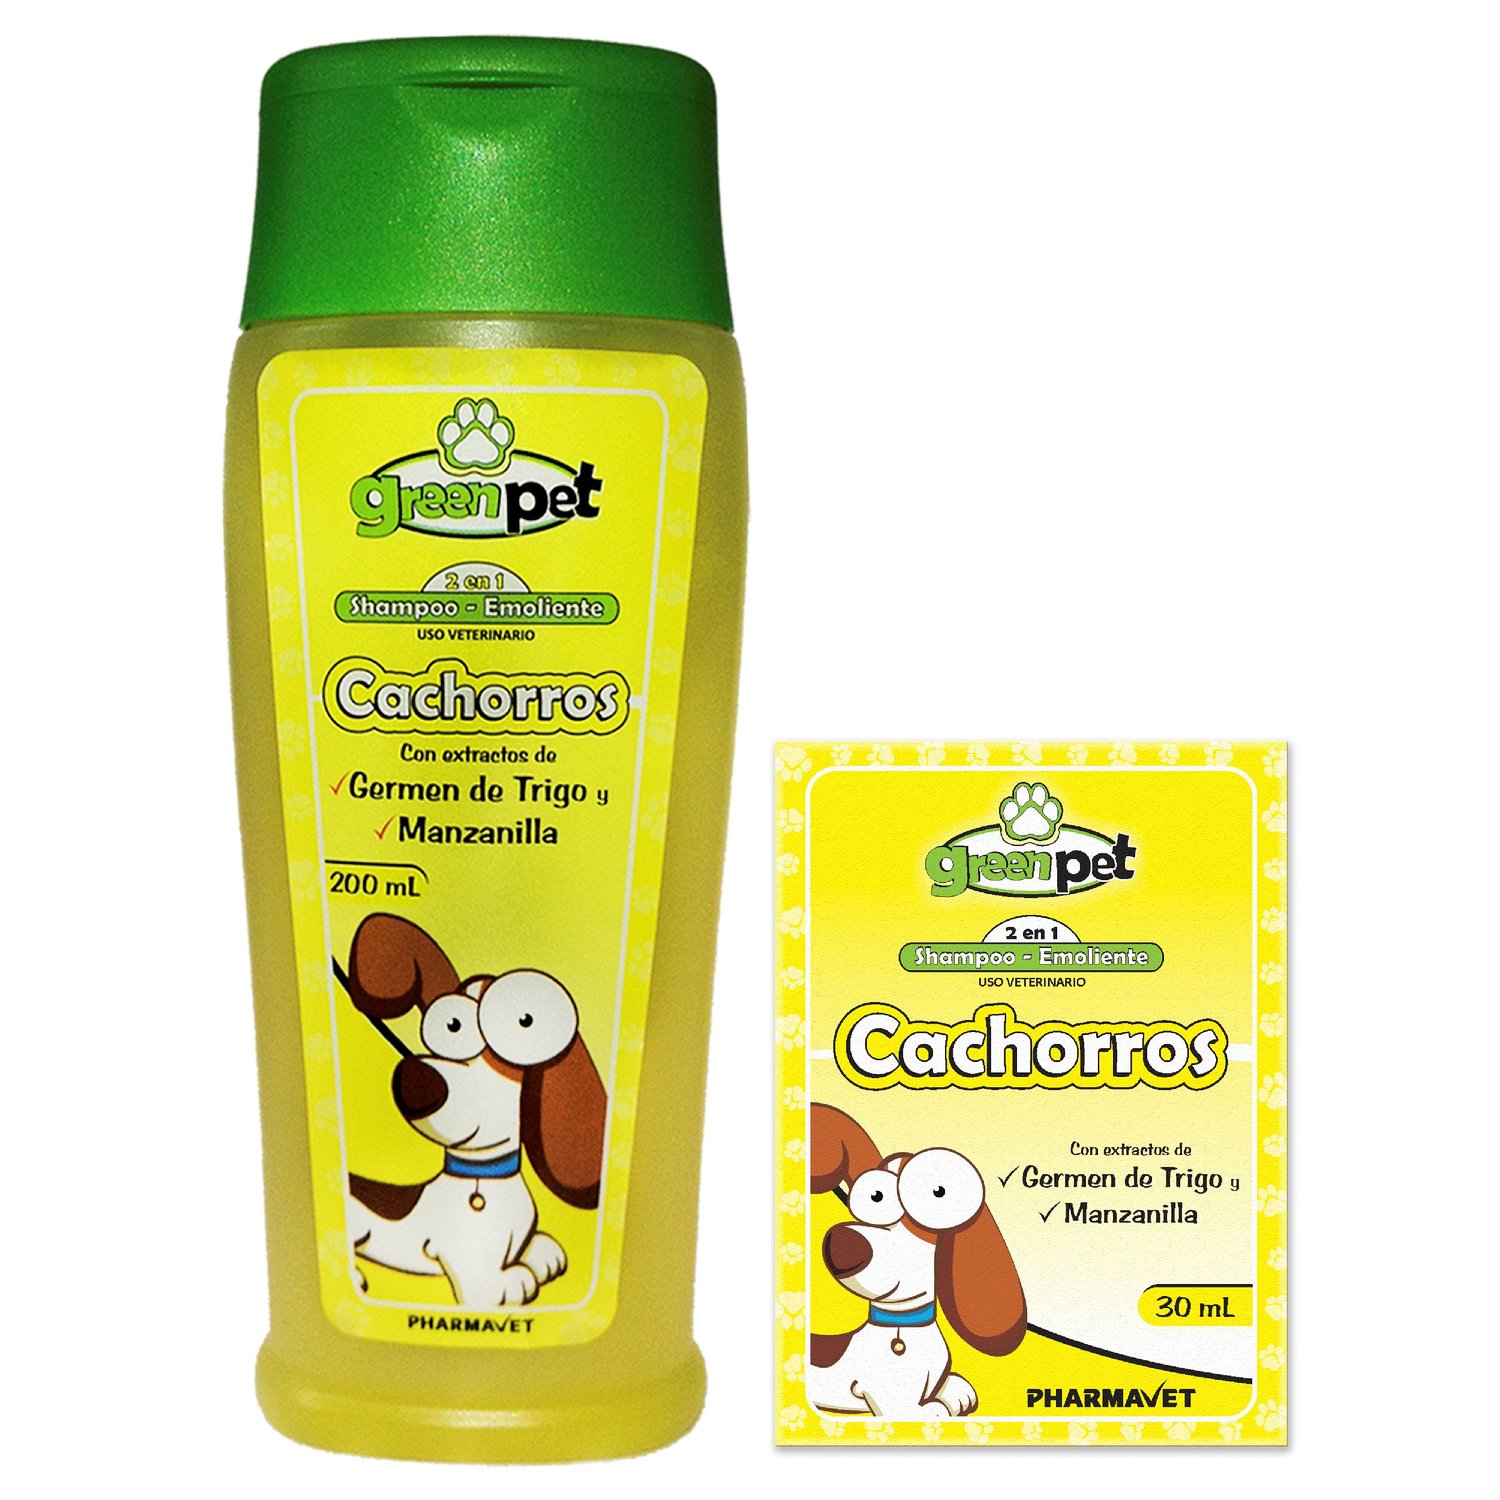 greenpet
2 en 1
Shampoo - Emoliente
USO VETERINARIO
Cachorros
Con extractos de
✓Germen de Trigo y
✓Manzanilla
200 mL
PHARMAVET
greenpet
2 en 1
Shampoo - Emoliente
USO VETERINARIO
Cachorros
Con extractos de
✓Germen de Trigo y
✓Manzanilla
30 mL
PHARMAVET